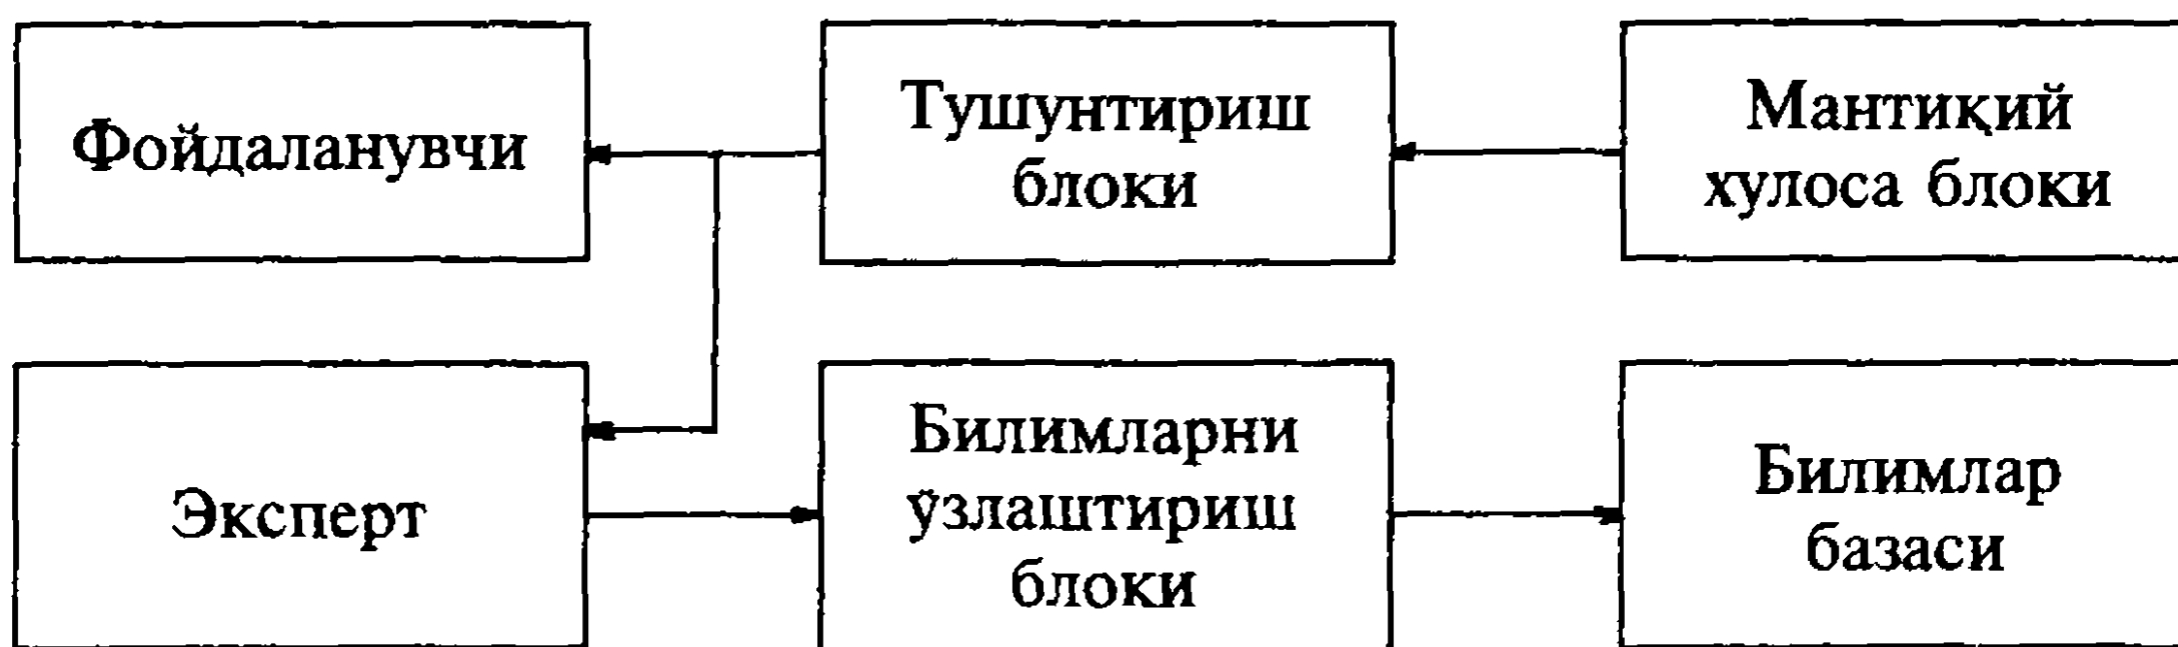 Фойдаланувчи
Тушунтириш
блоки
Мантиқий
хулоса блоки
Эксперт
Билимларни
ўзлаштириш
блоки
Билимлар
базаси